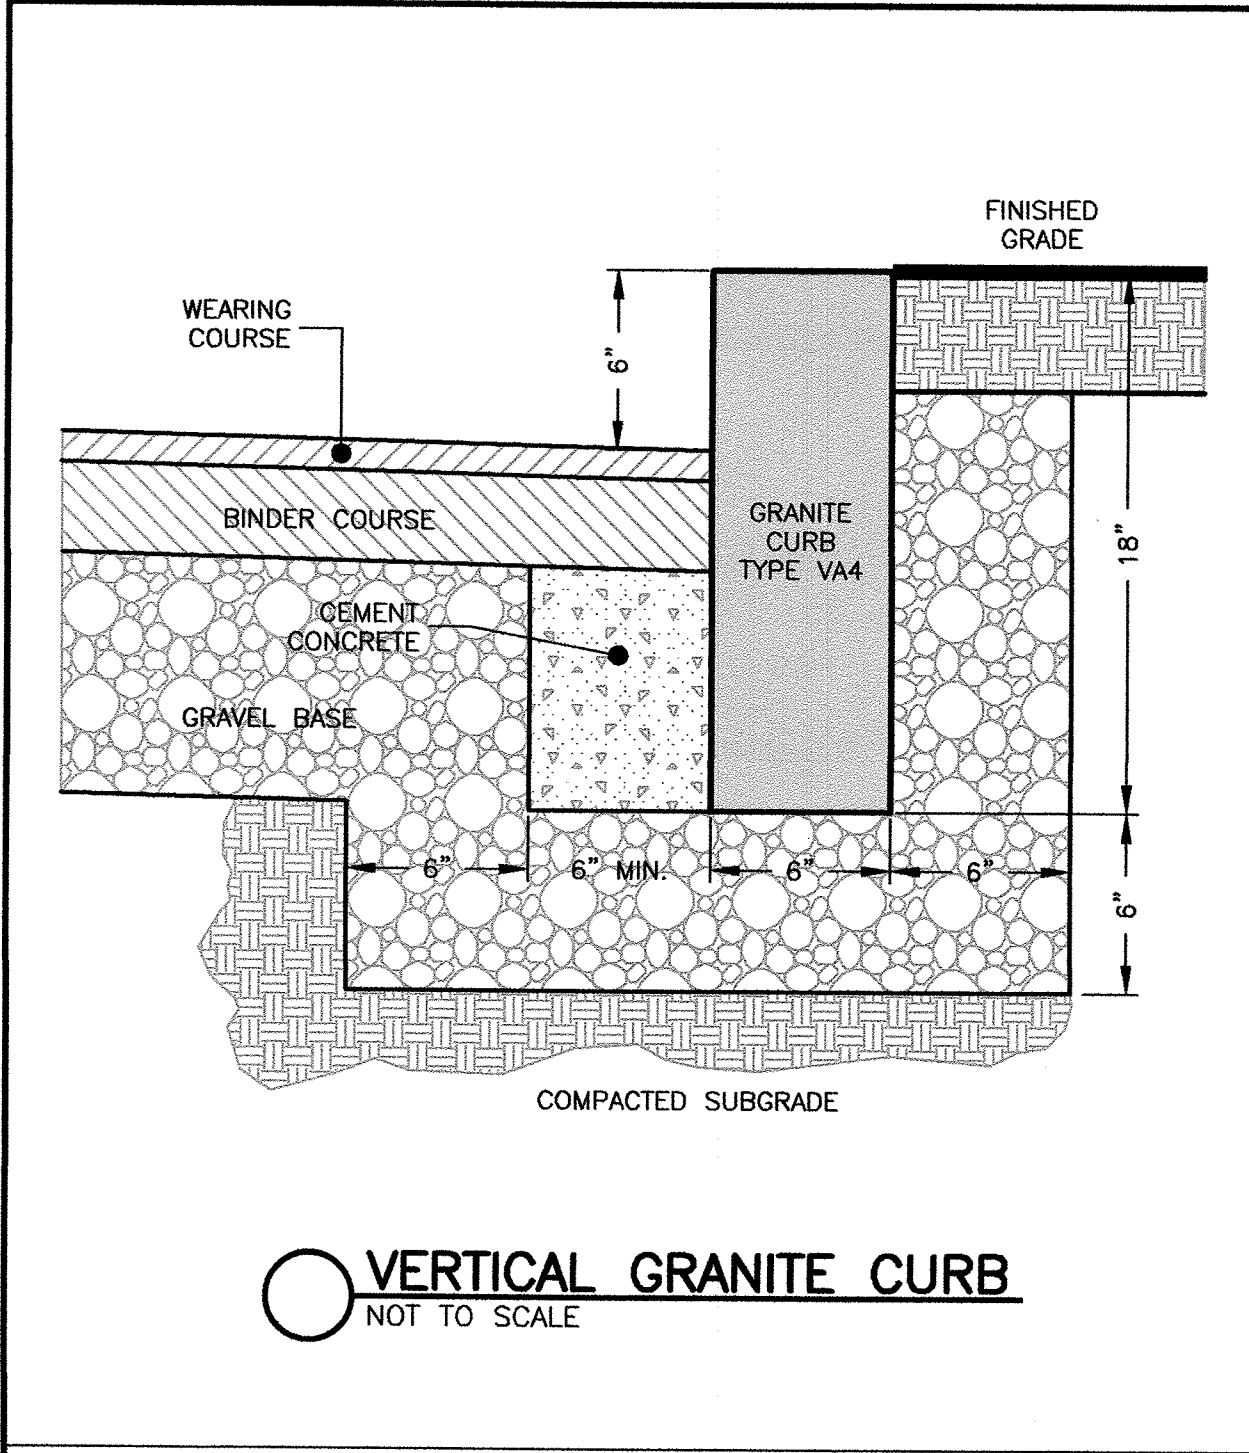 FINISHED
GRADE
WEARING
COURSE
6"
BINDER COURSE
GRANITE
CURB
TYPE VA4
18"
CEMENT
CONCRETE
GRAVEL BASE
6"
6" MIN.
6"
6"
6"
COMPACTED SUBGRADE
VERTICAL GRANITE CURB
NOT TO SCALE